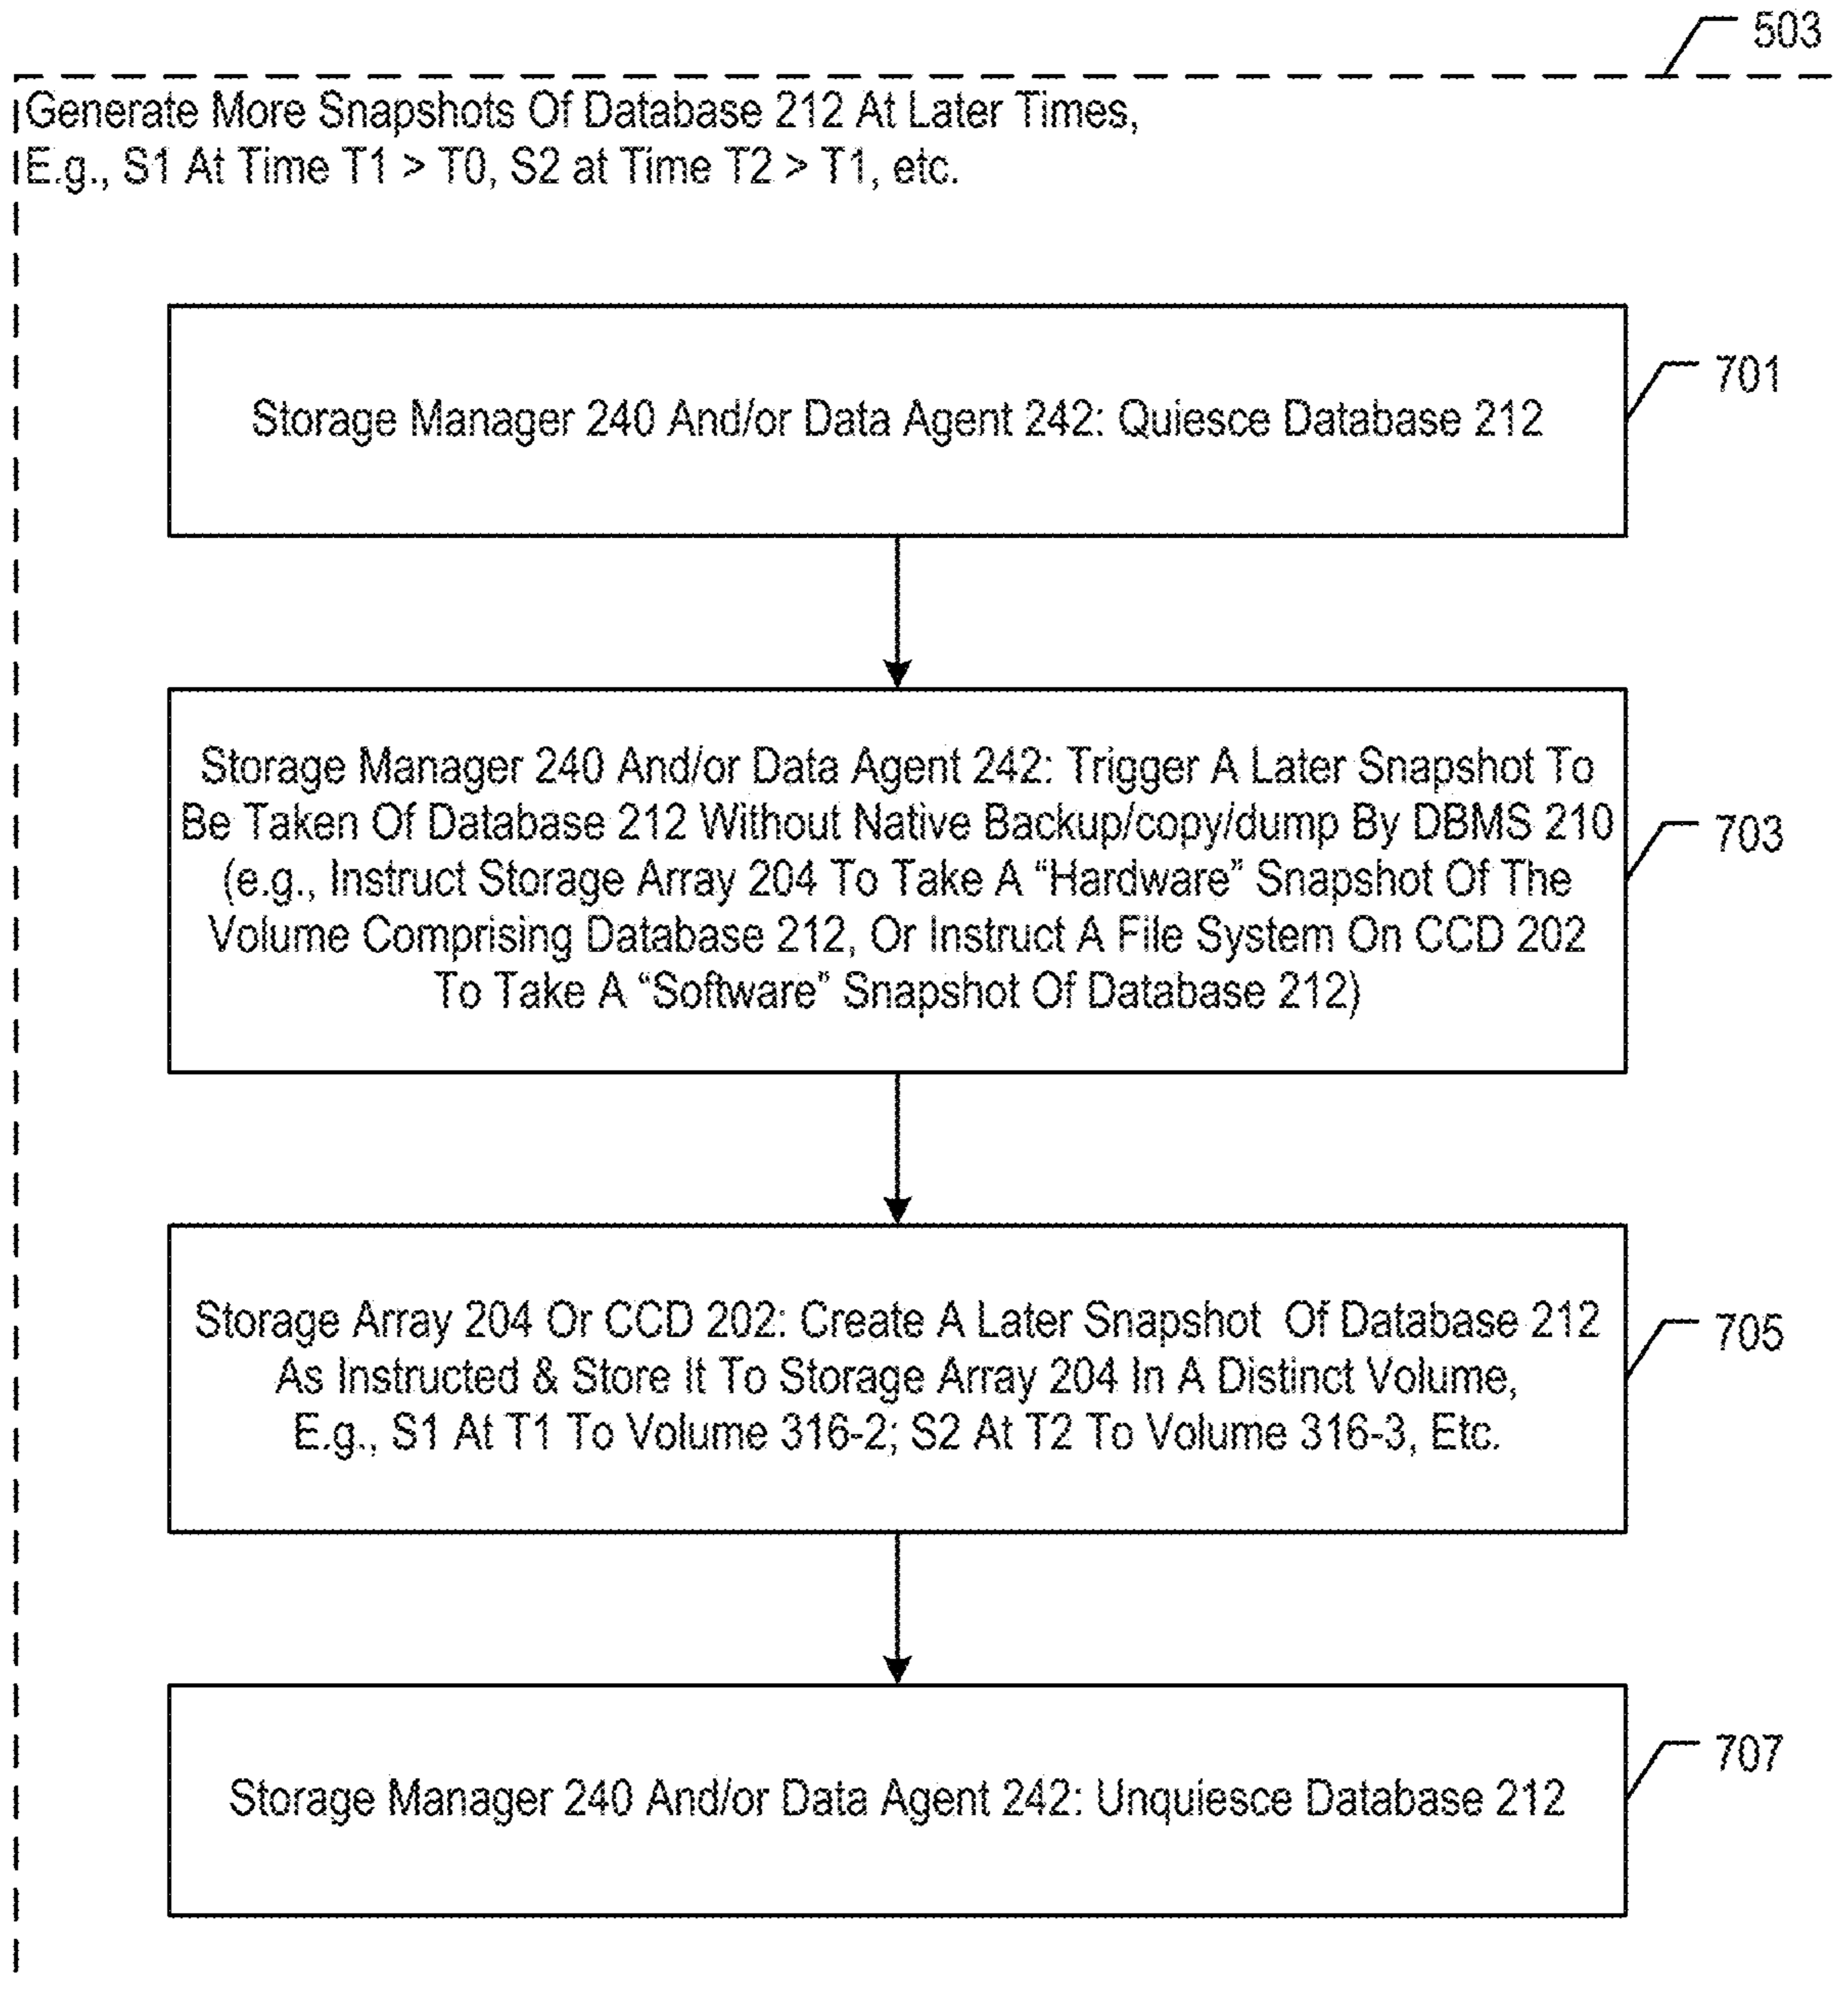 503
Generate More Snapshots Of Database 212 At Later Times,
E.g., S1 At Time T1 > T0, S2 at Time T2 > T1, etc.
701
Storage Manager 240 And/or Data Agent 242: Quiesce Database 212
Storage Manager 240 And/or Data Agent 242: Trigger A Later Snapshot To
Be Taken Of Database 212 Without Native Backup/copy/dump By DBMS 210
703
(e.g., Instruct Storage Array 204 To Take A “Hardware” Snapshot Of The
Volume Comprising Database 212, Or Instruct A File System On CCD 202
To Take A “Software” Snapshot Of Database 212)
Storage Array 204 Or CCD 202: Create A Later Snapshot Of Database 212
705
As Instructed & Store It To Storage Array 204 In A Distinct Volume,
E.g., S1 At T1 To Volume 316-2; S2 At T2 To Volume 316-3, Etc.
707
Storage Manager 240 And/or Data Agent 242: Unquiesce Database 212